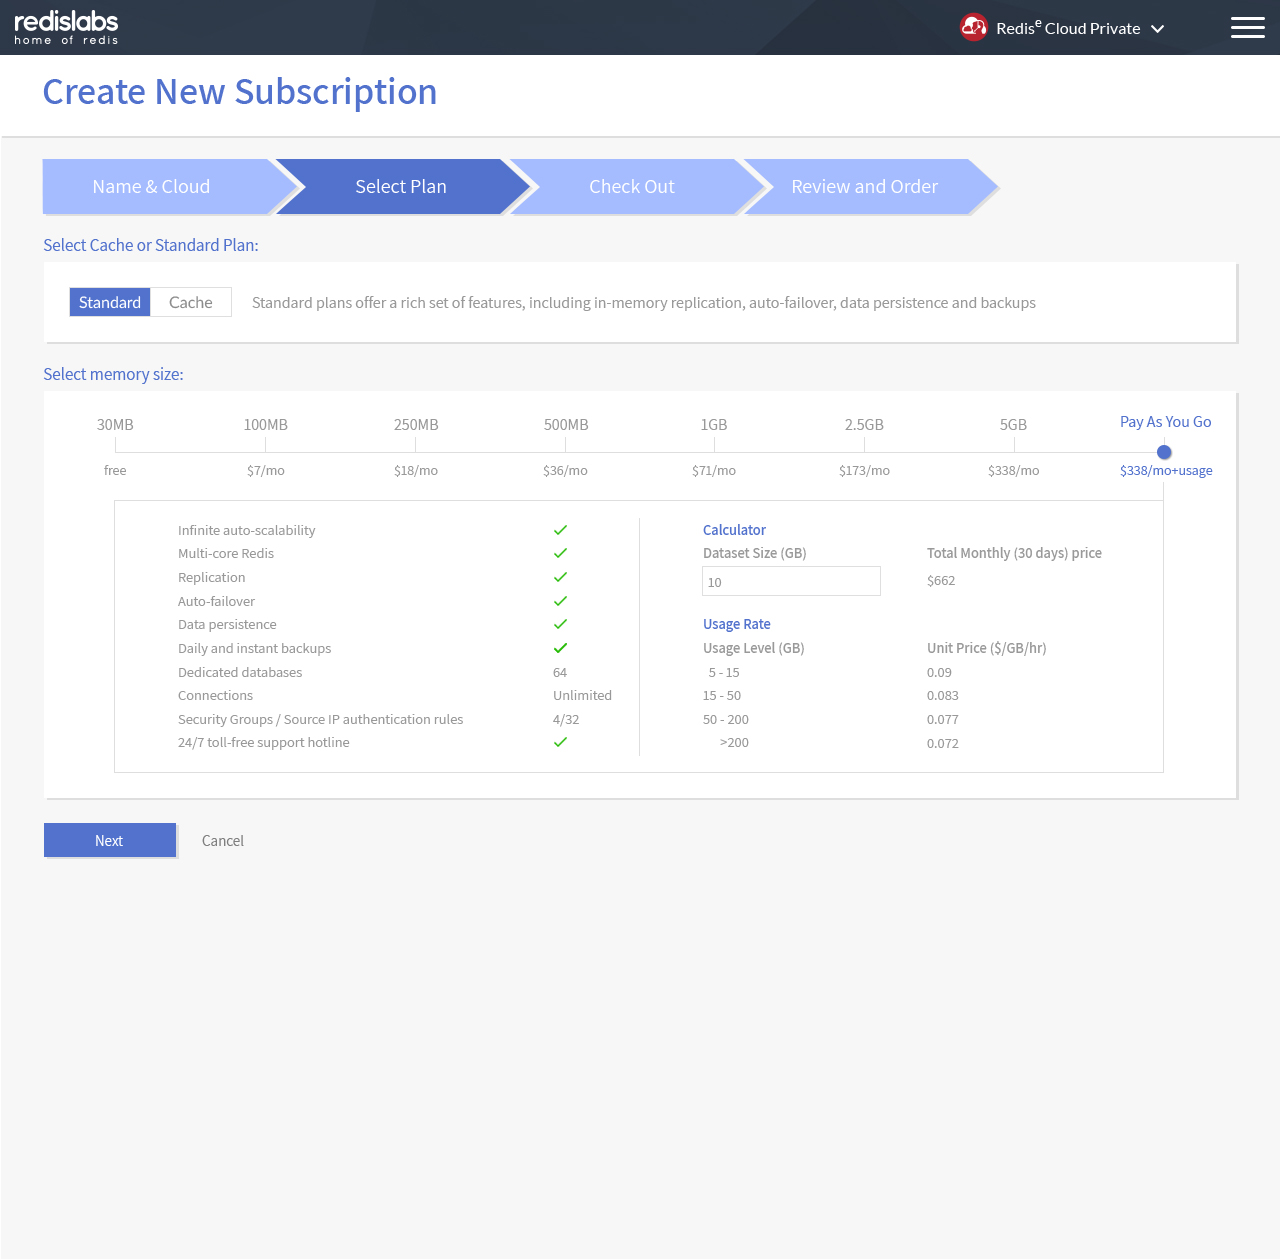 redislabs
home of redis
Redisᵉ Cloud Private
Create New Subscription
Name & Cloud
Select Plan
Check Out
Review and Order
Select Cache or Standard Plan:
Standard
Cache
Standard plans offer a rich set of features, including in-memory replication, auto-failover, data persistence and backups
Select memory size:
30MB 100MB 250MB 500MB 1GB 2.5GB 5GB Pay As You Go
free $7/mo $18/mo $36/mo $71/mo $173/mo $338/mo $338/mo+usage
Infinite auto-scalability
Multi-core Redis
Replication
Auto-failover
Data persistence
Daily and instant backups
Dedicated databases 64
Connections Unlimited
Security Groups / Source IP authentication rules 4/32
24/7 toll-free support hotline
Calculator
Dataset Size (GB) Total Monthly (30 days) price
10 $662
Usage Rate
Usage Level (GB) Unit Price ($/GB/hr)
5 - 15 0.09
15 - 50 0.083
50 - 200 0.077
>200 0.072
Next
Cancel